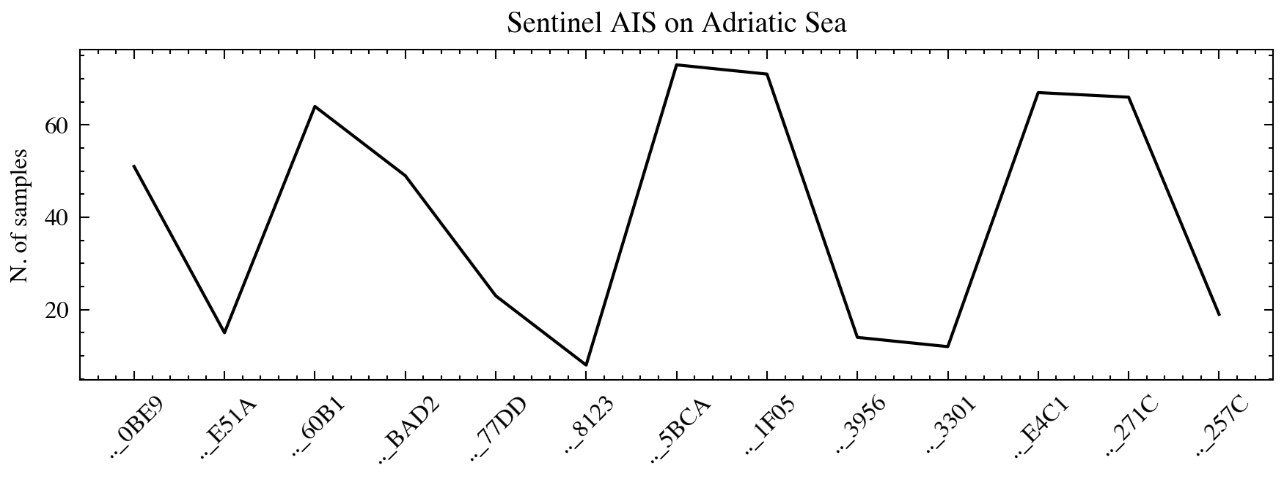 Sentinel AIS on Adriatic Sea
N. of samples
60
40
20
.._0BE9
.._E51A
.._60B1
.._BAD2
.._77DD
.._8123
.._5BCA
.._1F05
.._3956
.._3301
.._E4C1
.._271C
.._257C